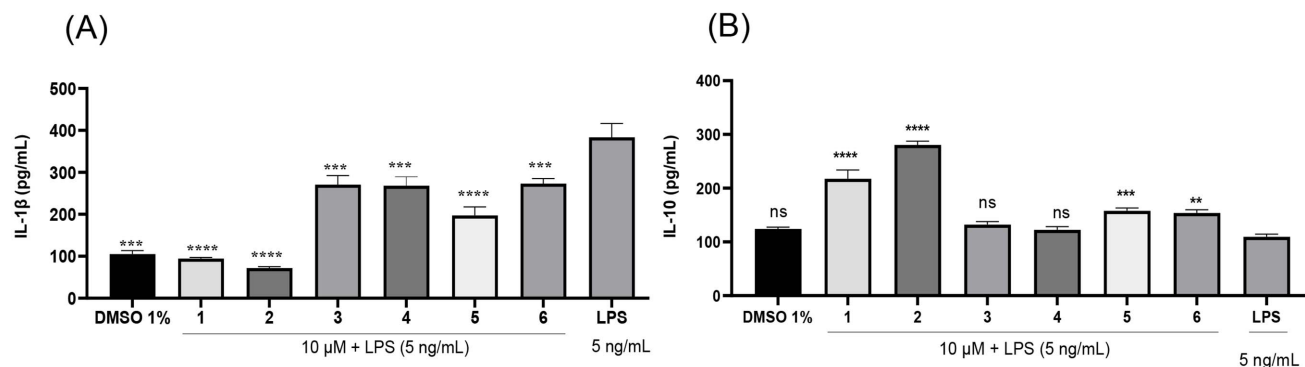 (A)
IL-1β (pg/mL)
500
400
300
200
100
0
***
****
****
***
***
****
***
DMSO 1%
1
2
3
4
5
6
LPS
10 µM + LPS (5 ng/mL)
5 ng/mL
(B)
IL-10 (pg/mL)
400
300
200
100
0
ns
****
****
ns
ns
***
**
DMSO 1%
1
2
3
4
5
6
LPS
10 µM + LPS (5 ng/mL)
5 ng/mL